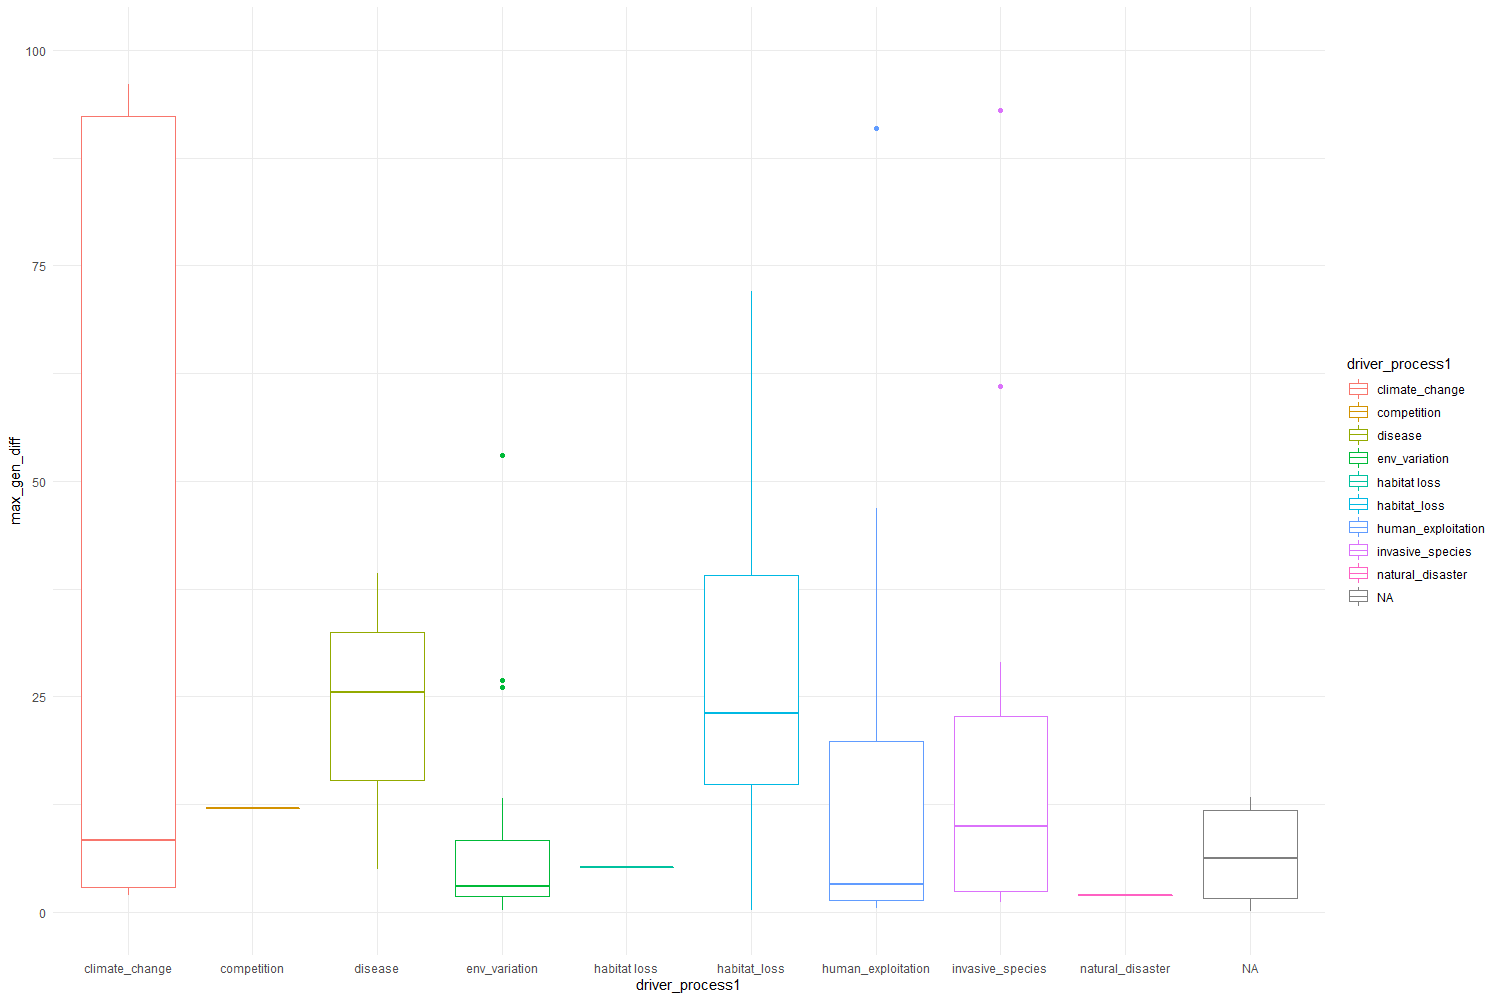 100
75
50
25
0
max_gen_diff
climate_change
competition
disease
env_variation
habitat loss
habitat_loss
human_exploitation
invasive_species
natural_disaster
NA
driver_process1
driver_process1
climate_change
competition
disease
env_variation
habitat loss
habitat_loss
human_exploitation
invasive_species
natural_disaster
NA